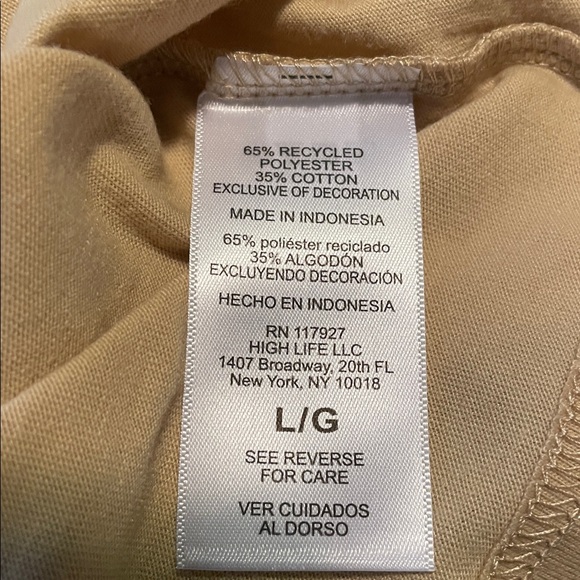 65% RECYCLED
POLYESTER
35% COTTON
EXCLUSIVE OF DECORATION
MADE IN INDONESIA
65% poliéster reciclado
35% ALGODÓN
EXCLUYENDO DECORACIÓN
HECHO EN INDONESIA
RN 117927
HIGH LIFE LLC
1407 Broadway, 20th FL
New York, NY 10018
L/G
SEE REVERSE
FOR CARE
VER CUIDADOS
AL DORSO